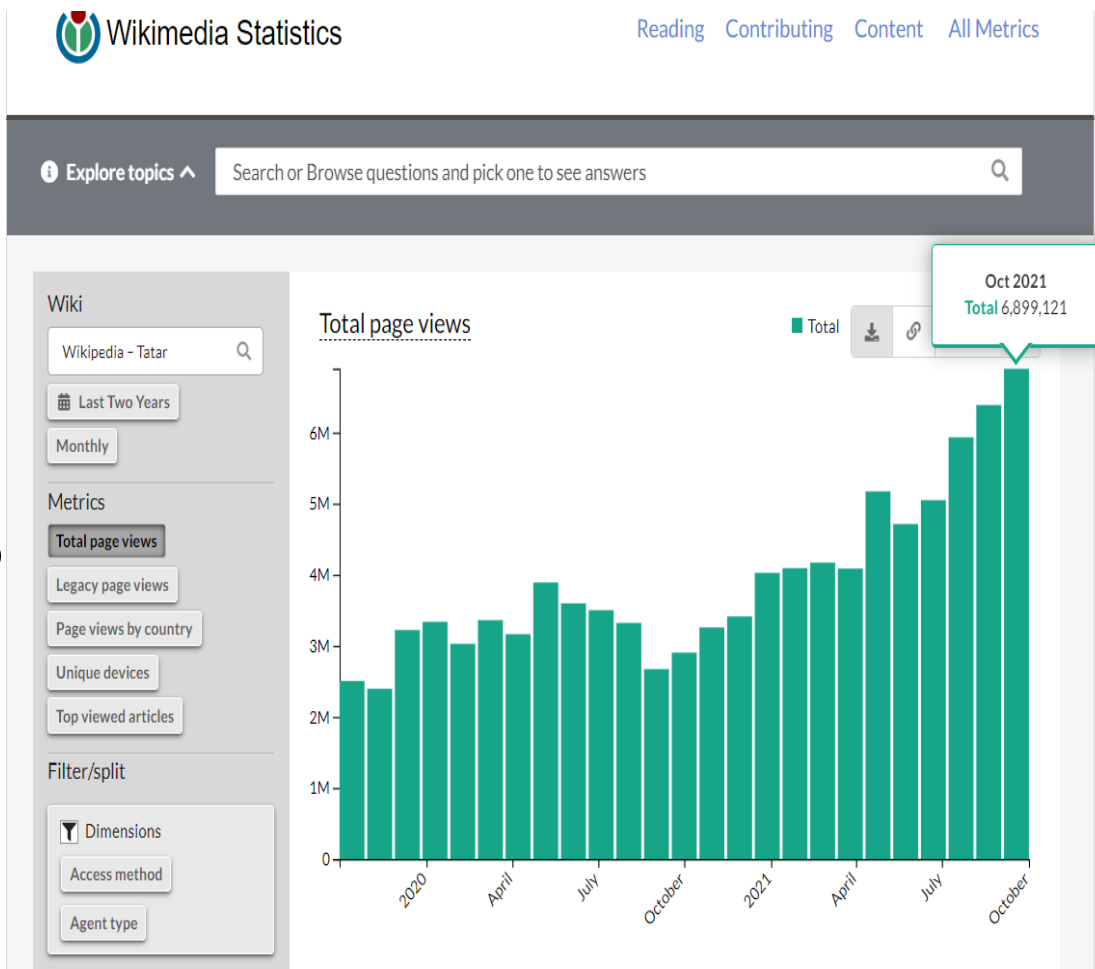 Wikimedia Statistics
Reading Contributing Content All Metrics
Explore topics
Search or Browse questions and pick one to see answers
Wiki
Wikipedia – Tatar
Last Two Years
Monthly
Metrics
Total page views
Legacy page views
Page views by country
Unique devices
Top viewed articles
Filter/split
Dimensions
Access method
Agent type
Total page views
Total
Oct 2021
Total 6,899,121
6M
5M
4M
3M
2M
1M
0
2020 April July October 2021 April July October